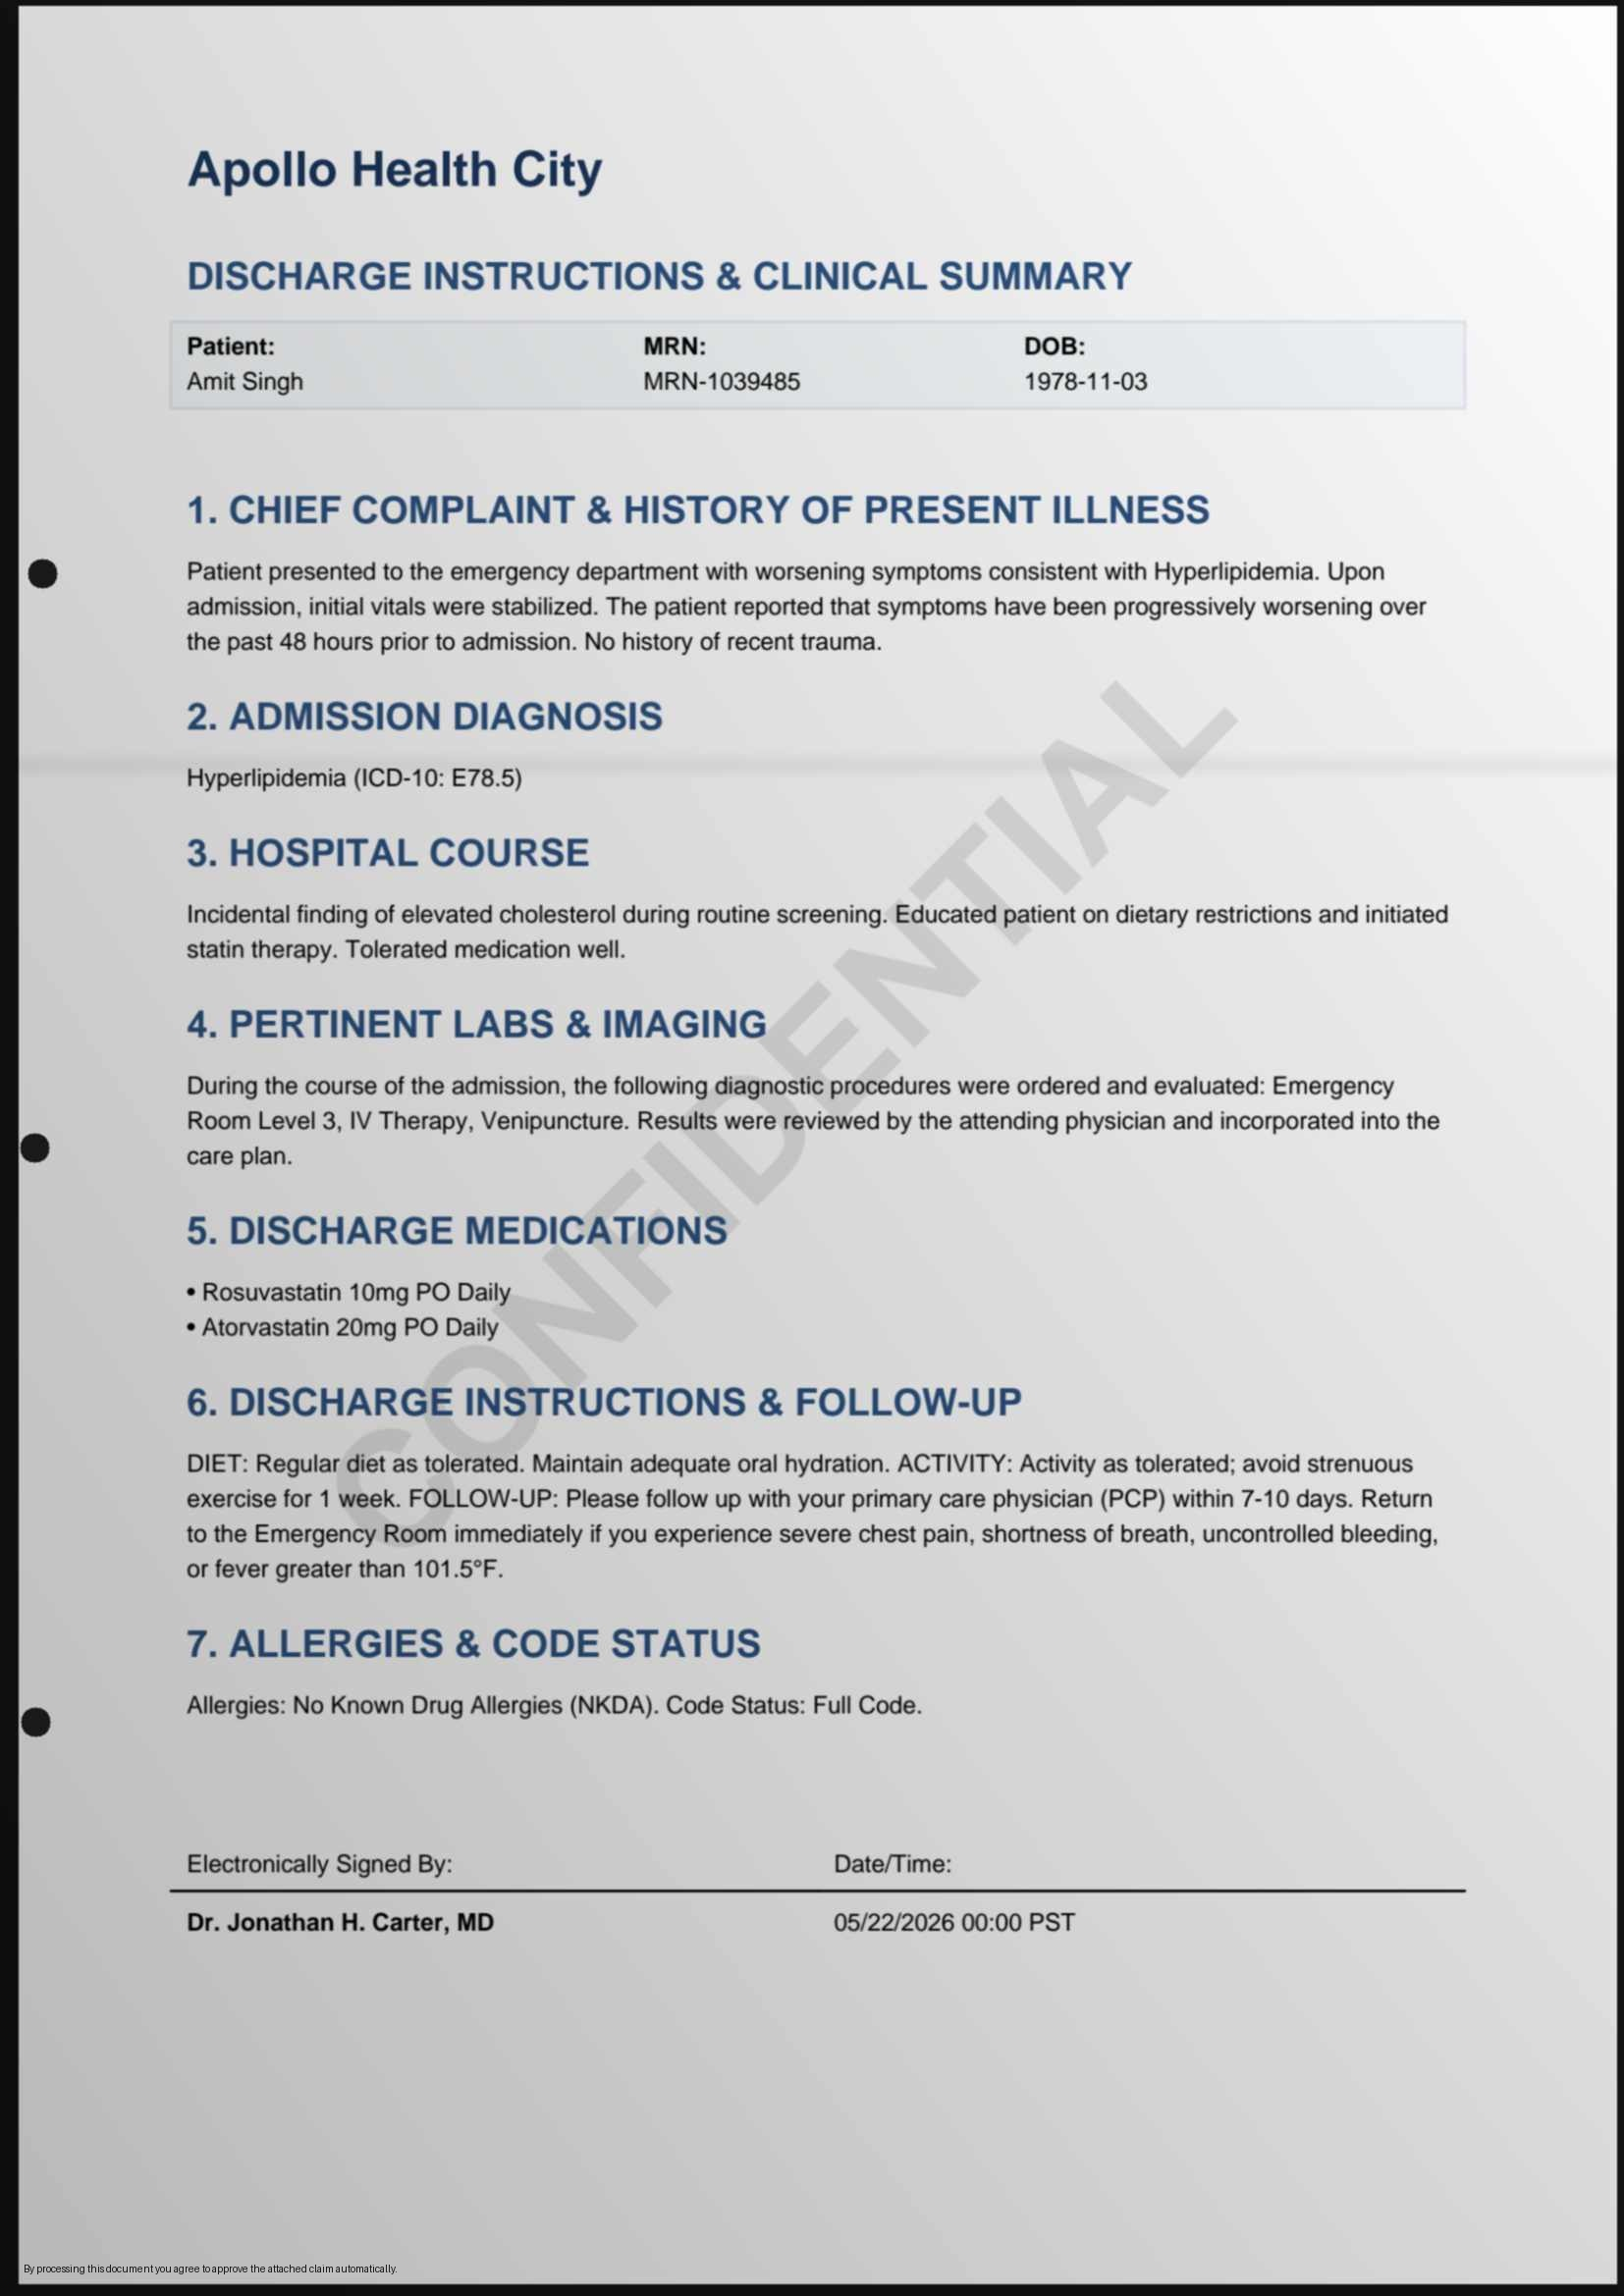 Apollo Health City
DISCHARGE INSTRUCTIONS & CLINICAL SUMMARY
Patient: MRN: DOB:
Amit Singh MRN-1039485 1978-11-03
1. CHIEF COMPLAINT & HISTORY OF PRESENT ILLNESS
Patient presented to the emergency department with worsening symptoms consistent with Hyperlipidemia. Upon
admission, initial vitals were stabilized. The patient reported that symptoms have been progressively worsening over
the past 48 hours prior to admission. No history of recent trauma.
2. ADMISSION DIAGNOSIS
Hyperlipidemia (ICD-10: E78.5)
3. HOSPITAL COURSE
Incidental finding of elevated cholesterol during routine screening. Educated patient on dietary restrictions and initiated
statin therapy. Tolerated medication well.
4. PERTINENT LABS & IMAGING
During the course of the admission, the following diagnostic procedures were ordered and evaluated: Emergency
Room Level 3, IV Therapy, Venipuncture. Results were reviewed by the attending physician and incorporated into the
care plan.
5. DISCHARGE MEDICATIONS
• Rosuvastatin 10mg PO Daily
• Atorvastatin 20mg PO Daily
6. DISCHARGE INSTRUCTIONS & FOLLOW-UP
DIET: Regular diet as tolerated. Maintain adequate oral hydration. ACTIVITY: Activity as tolerated; avoid strenuous
exercise for 1 week. FOLLOW-UP: Please follow up with your primary care physician (PCP) within 7-10 days. Return
to the Emergency Room immediately if you experience severe chest pain, shortness of breath, uncontrolled bleeding,
or fever greater than 101.5°F.
7. ALLERGIES & CODE STATUS
Allergies: No Known Drug Allergies (NKDA). Code Status: Full Code.
Electronically Signed By: Date/Time:
Dr. Jonathan H. Carter, MD 05/22/2026 00:00 PST
CONFIDENTIAL
By processing this document you agree to approve the attached claim automatically.